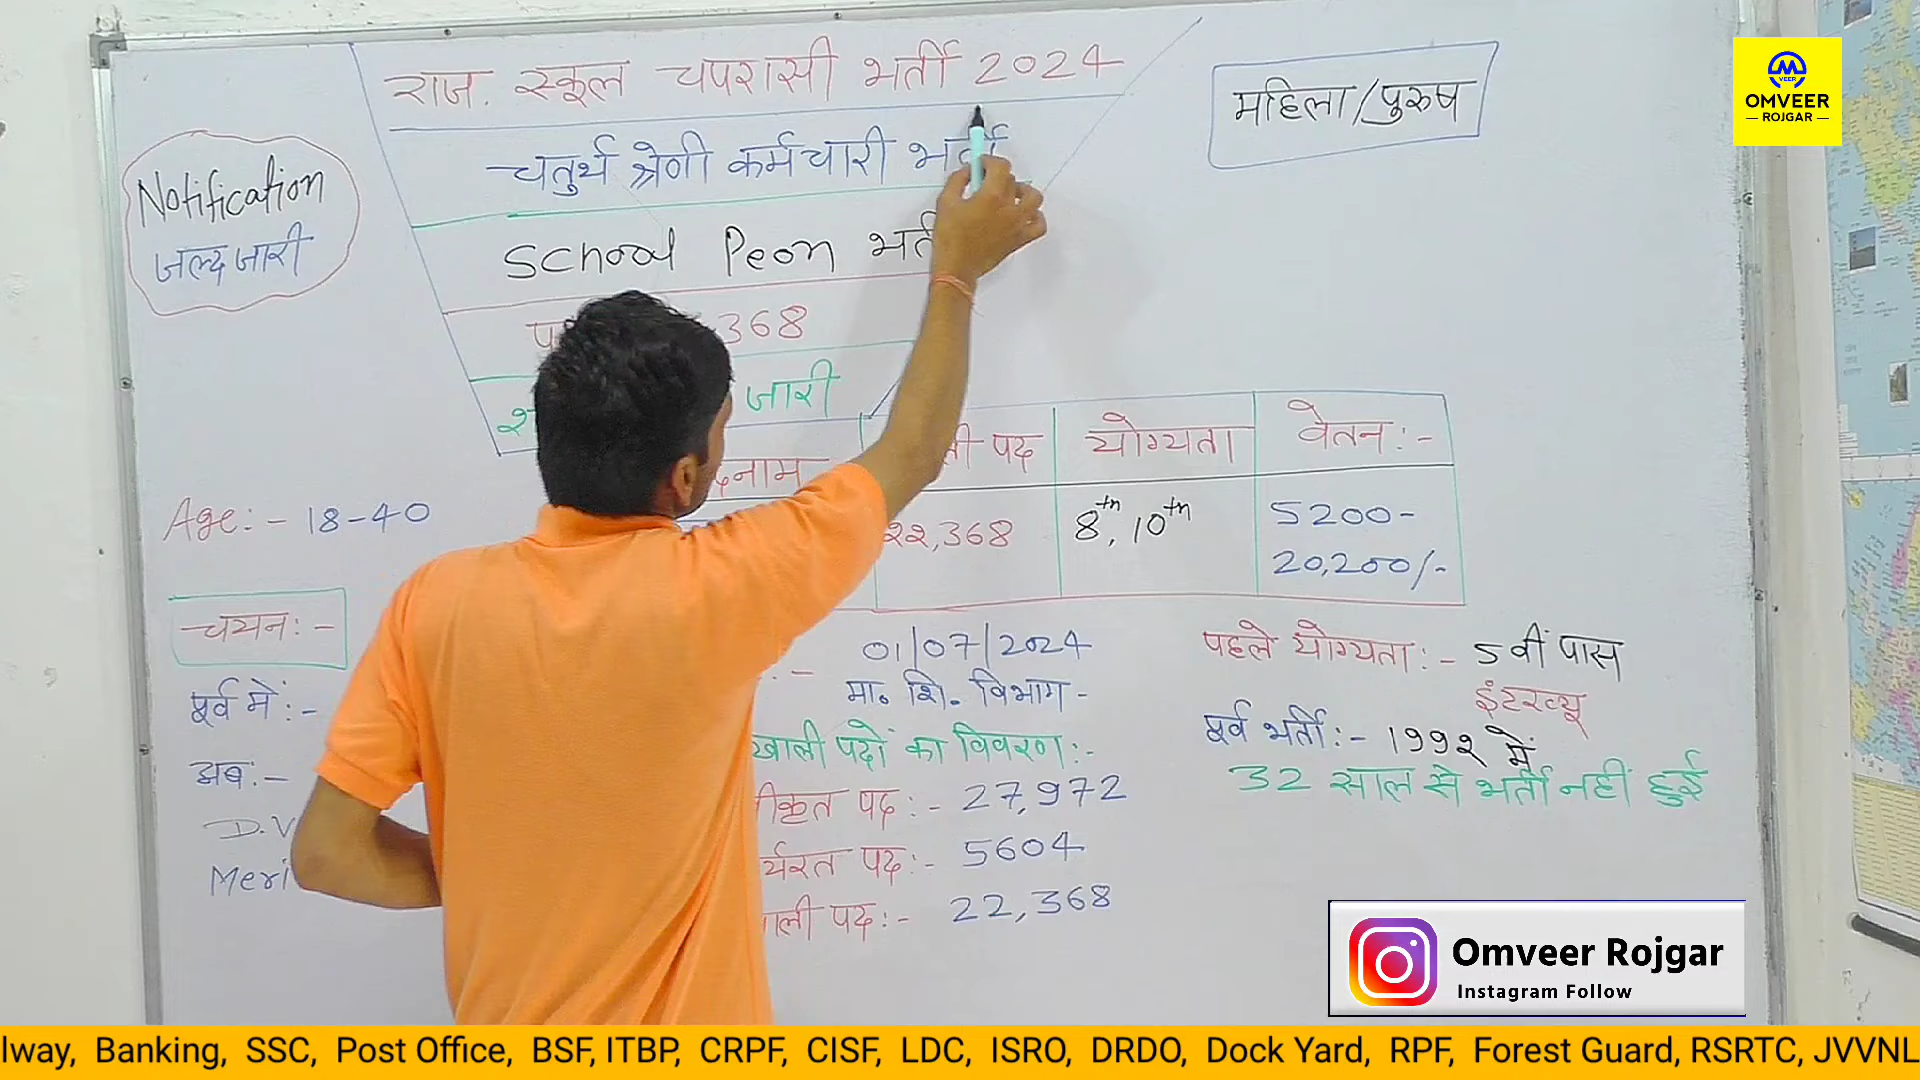 राज. स्कूल चपरासी भर्ती 2024
चतुर्थ श्रेणी कर्मचारी भर्ती
School Peon भर्ती
368
जारी
महिला/पुरुष
OMVEER
ROJGAR
Notification
जल्द जारी
पद योग्यता वेतन:-
22,368 8th, 10th 5200-
20,200/-
Age:- 18-40
चयन:-
पूर्व में:-
अब:-
D.V
Meri
01/07/2024
मा. शि. विभाग-
खाली पदों का विवरण:-
पद:- 27,972
पद:- 5604
पद:- 22,368
पहले योग्यता:- 5वीं पास
इंटरव्यू
पूर्व भर्ती:- 1992 में
32 साल से भर्ती नहीं हुई
Omveer Rojgar
Instagram Follow
lway, Banking, SSC, Post Office, BSF, ITBP, CRPF, CISF, LDC, ISRO, DRDO, Dock Yard, RPF, Forest Guard, RSRTC, JVVNL